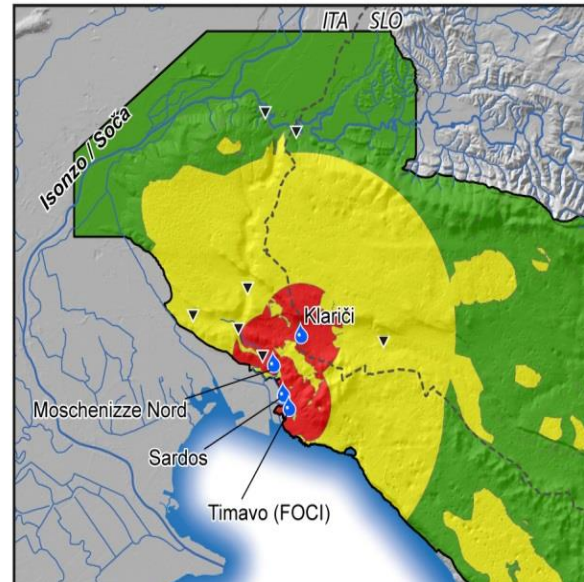 ITA SLO
Isonzo / Soča
Klariči
Moschenizze Nord
Sardos
Timavo (FOCI)